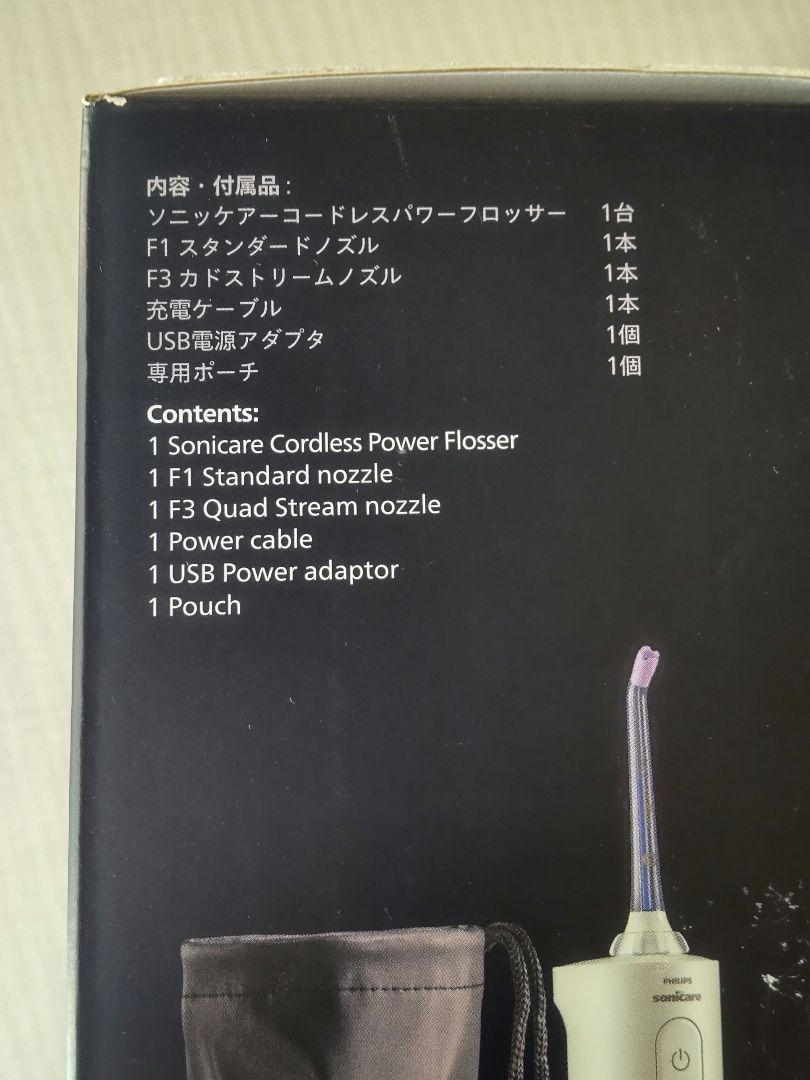 内容・付属品:
ソニッケアーコードレスパワーフロッサー 1台
F1 スタンダードノズル 1本
F3 カドストリームノズル 1本
充電ケーブル 1本
USB電源アダプタ 1個
専用ポーチ 1個
Contents:
1 Sonicare Cordless Power Flosser
1 F1 Standard nozzle
1 F3 Quad Stream nozzle
1 Power cable
1 USB Power adaptor
1 Pouch
PHILIPS
sonicare